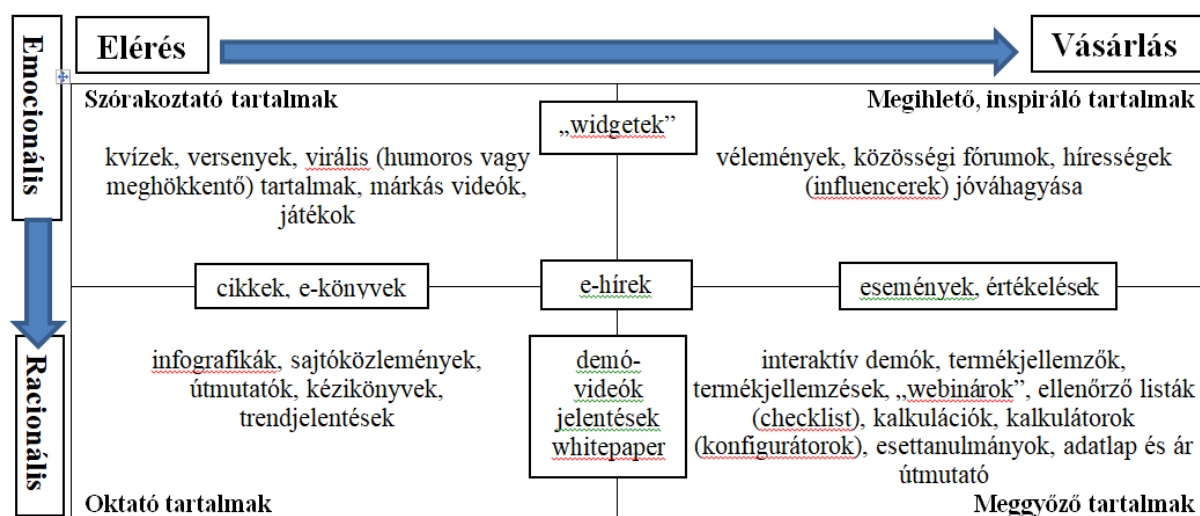 Emocionális
Elérés
Vásárlás
Szórakoztató tartalmak
Megihlető, inspiráló tartalmak
„widgetek”
kvízek, versenyek, virális (humoros vagy
meghökkentő) tartalmak, márkás videók,
játékok
vélemények, közösségi fórumok, hírességek
(influencerek) jóváhagyása
cikkek, e-könyvek
e-hírek
események, értékelések
Racionális
infografikák, sajtóközlemények,
útmutatók, kézikönyvek,
trendjelentések
demó-
videók
jelentések
whitepaper
interaktív demók, termékjellemzők,
termékjellemzések, „webinárok”, ellenőrző listák
(checklist), kalkulációk, kalkulátorok
(konfigurátorok), esettanulmányok, adatlap és ár
útmutató
Oktató tartalmak
Meggyőző tartalmak